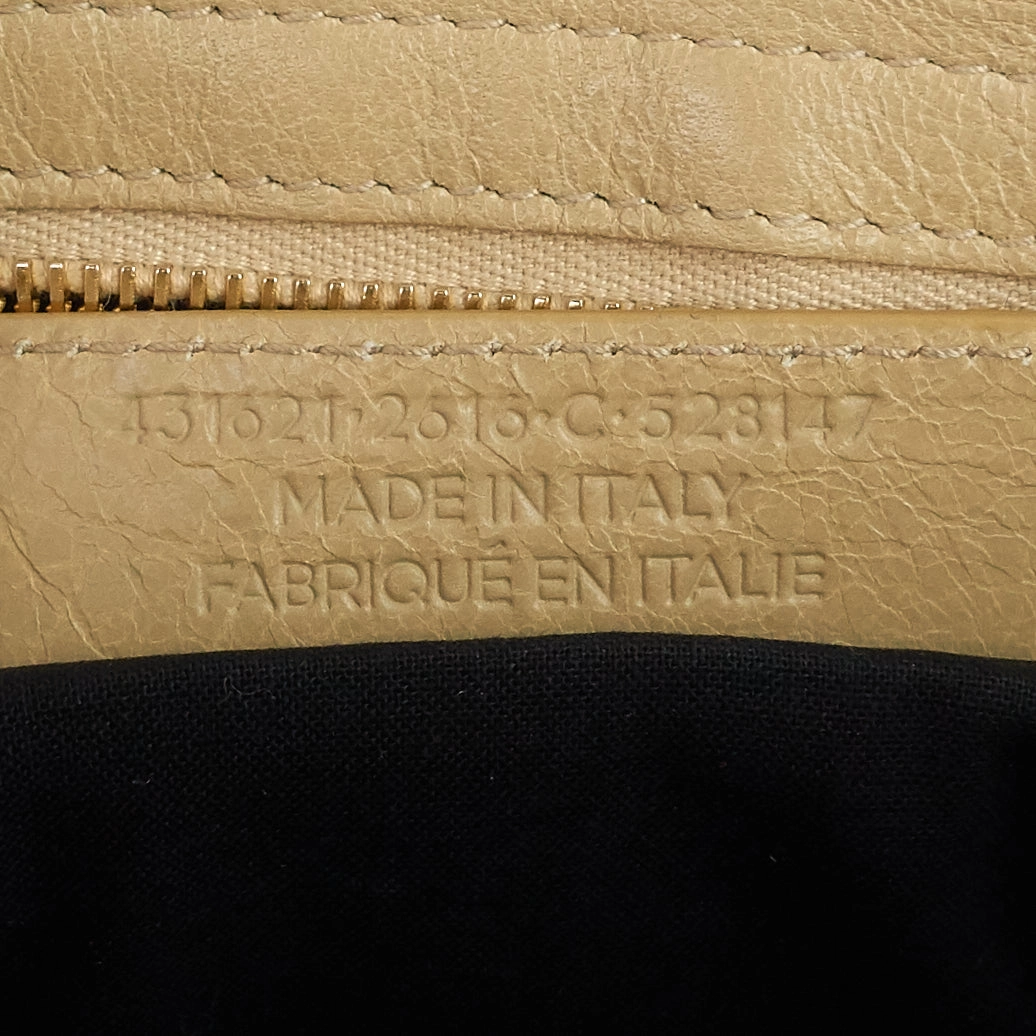 431621·2616·C·528147
MADE IN ITALY
FABRIQUÉ EN ITALIE